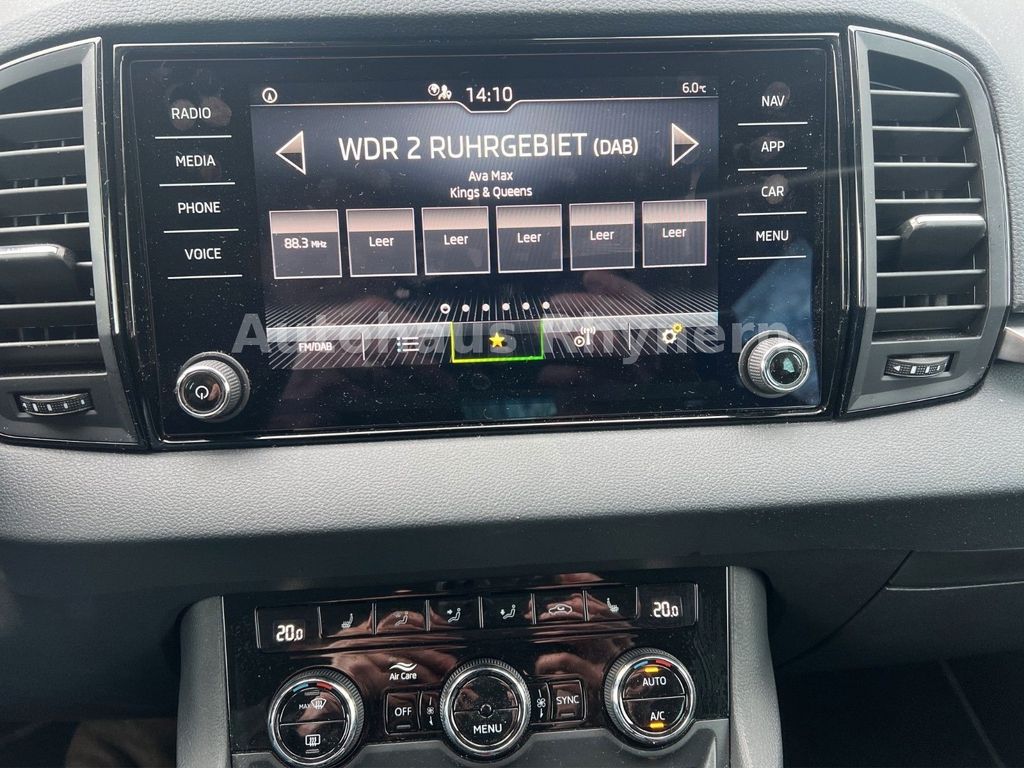 14:10
6.0°C
RADIO
MEDIA
PHONE
VOICE
WDR 2 RUHRGEBIET (DAB)
Ava Max
Kings & Queens
88.3 MHz
Leer
Leer
Leer
Leer
Leer
FM/DAB
NAV
APP
CAR
MENU
Autohaus Rhynern
20.0
20.0
Air Care
MAX
OFF
MENU
SYNC
AUTO
A/C